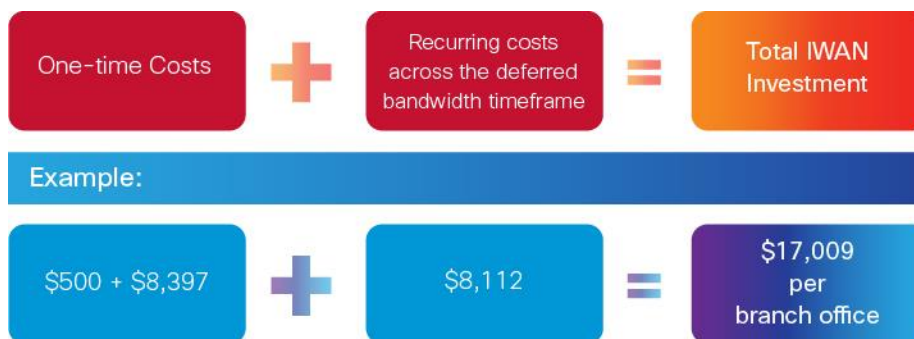 One-time Costs
Recurring costs
across the deferred
bandwidth timeframe
Total IWAN
Investment
Example:
$500 + $8,397
$8,112
$17,009
per
branch office